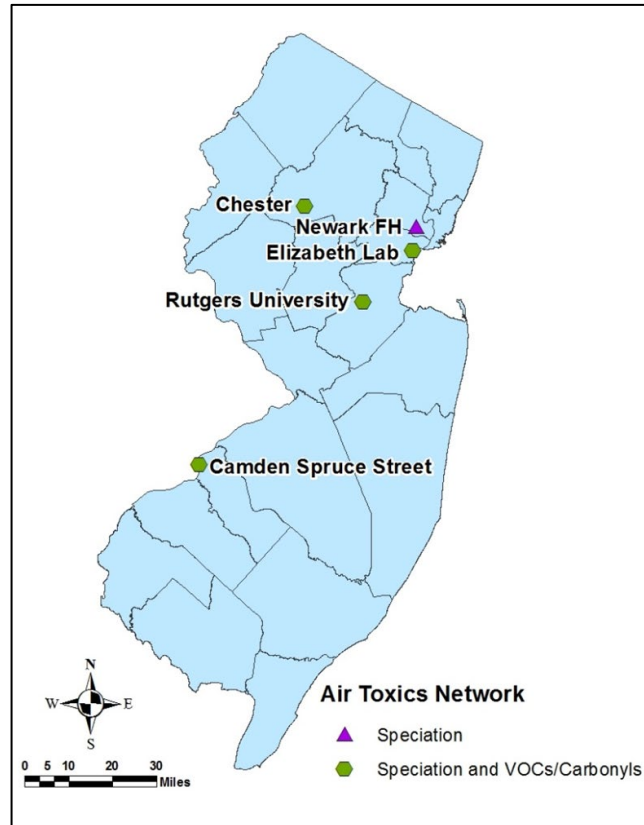 Chester
Newark FH
Elizabeth Lab
Rutgers University
Camden Spruce Street
N
W E
S
0 5 10 20 30
Miles
Air Toxics Network
Speciation
Speciation and VOCs/Carbonyls